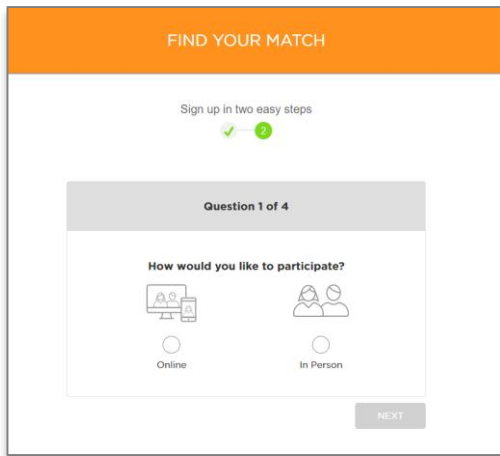 FIND YOUR MATCH
Sign up in two easy steps
2
Question 1 of 4
How would you like to participate?
Online
In Person
NEXT